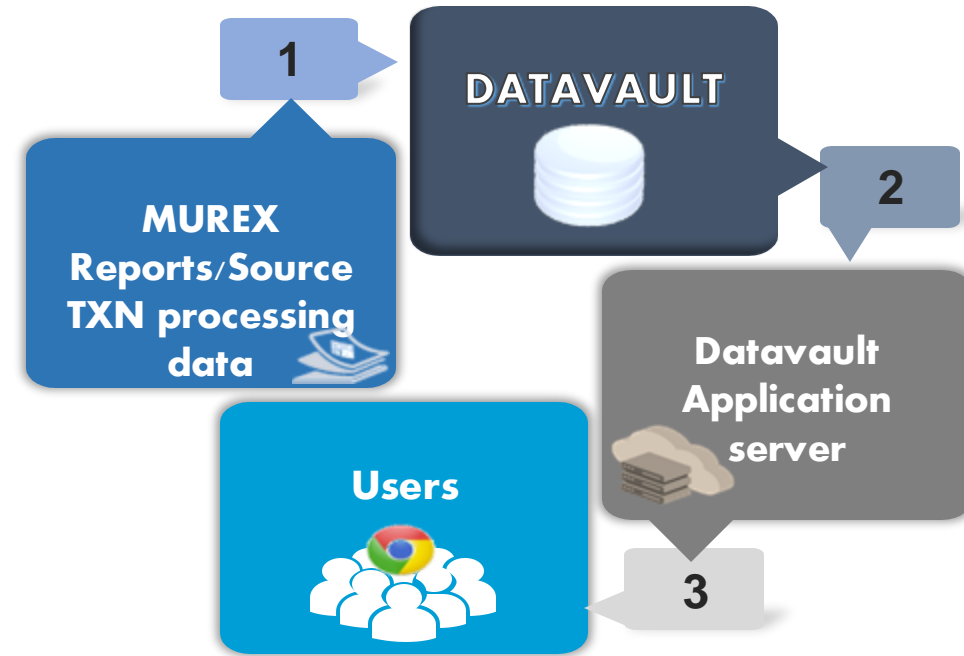 1
DATAVAULT
MUREX
Reports/Source
TXN processing
data
2
Datavault
Application
server
Users
3